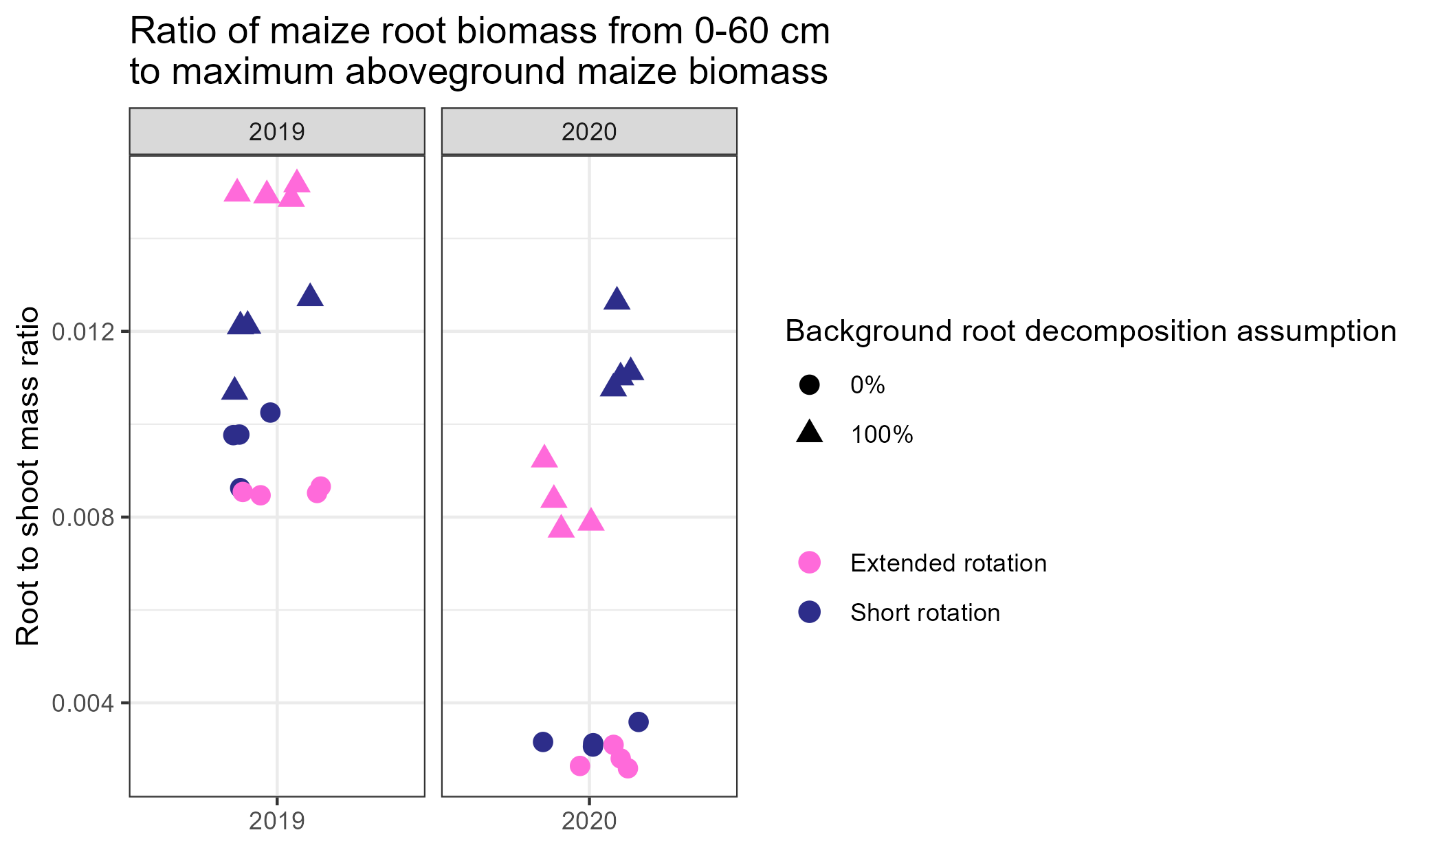 Ratio of maize root biomass from 0-60 cm
to maximum aboveground maize biomass
2019
2020
Root to shoot mass ratio
0.012
0.008
0.004
2019
2020
Background root decomposition assumption
0%
100%
Extended rotation
Short rotation